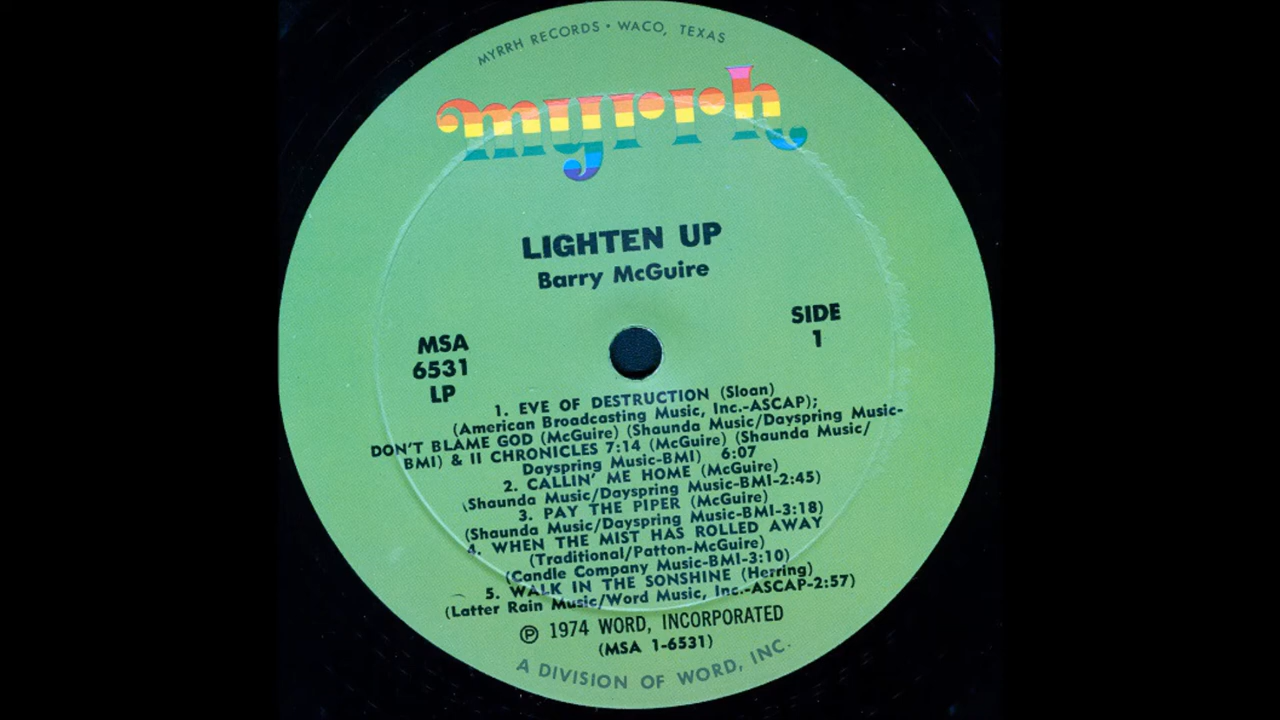 MYRRH RECORDS • WACO, TEXAS
myrrh
LIGHTEN UP
Barry McGuire
SIDE
1
MSA
6531
LP
1. EVE OF DESTRUCTION (Sloan)
(American Broadcasting Music, Inc.-ASCAP);
DON'T BLAME GOD (McGuire) (Shaunda Music/Dayspring Music-
BMI) & II CHRONICLES 7:14 (McGuire) (Shaunda Music/
Dayspring Music-BMI) 6:07
2. CALLIN' ME HOME (McGuire)
(Shaunda Music/Dayspring Music-BMI-2:45)
3. PAY THE PIPER (McGuire)
(Shaunda Music/Dayspring Music-BMI-3:18)
4. WHEN THE MIST HAS ROLLED AWAY
(Traditional/Patton-McGuire)
(Candle Company Music-BMI-3:10)
5. WALK IN THE SONSHINE (Herring)
(Latter Rain Music/Word Music, Inc.-ASCAP-2:57)
℗ 1974 WORD, INCORPORATED
(MSA 1-6531)
A DIVISION OF WORD, INC.